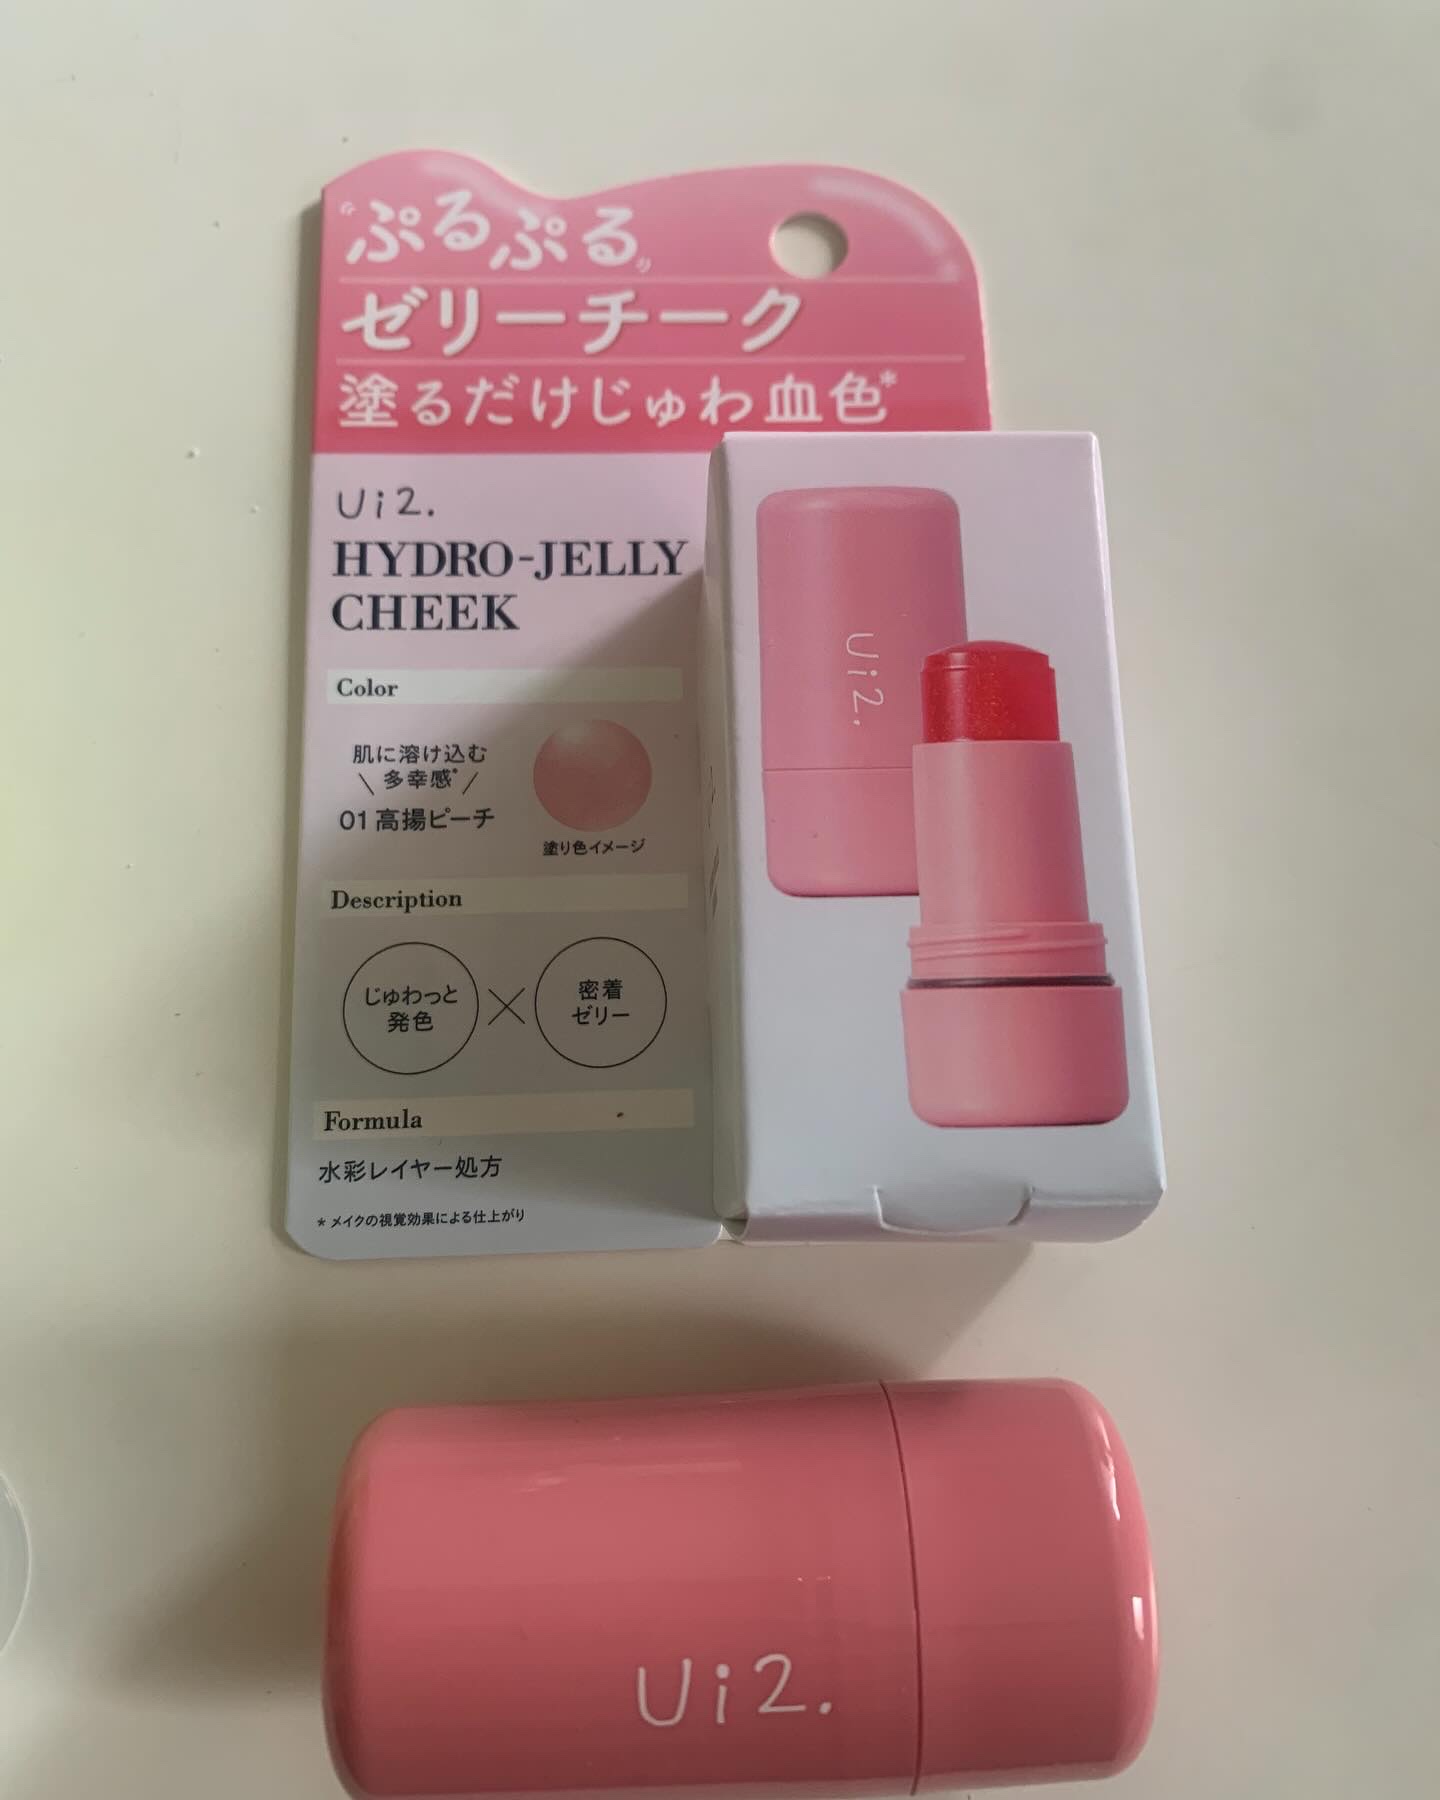 “ぷるぷる”
ゼリーチーク
塗るだけじゅわ血色*
Ui2.
HYDRO-JELLY
CHEEK
Color
肌に溶け込む
\ 多幸感* /
01 高揚ピーチ
塗り色イメージ
Description
じゅわっと
発色
×
密着
ゼリー
Formula
水彩レイヤー処方
* メイクの視覚効果による仕上がり
Ui2.
Ui2.